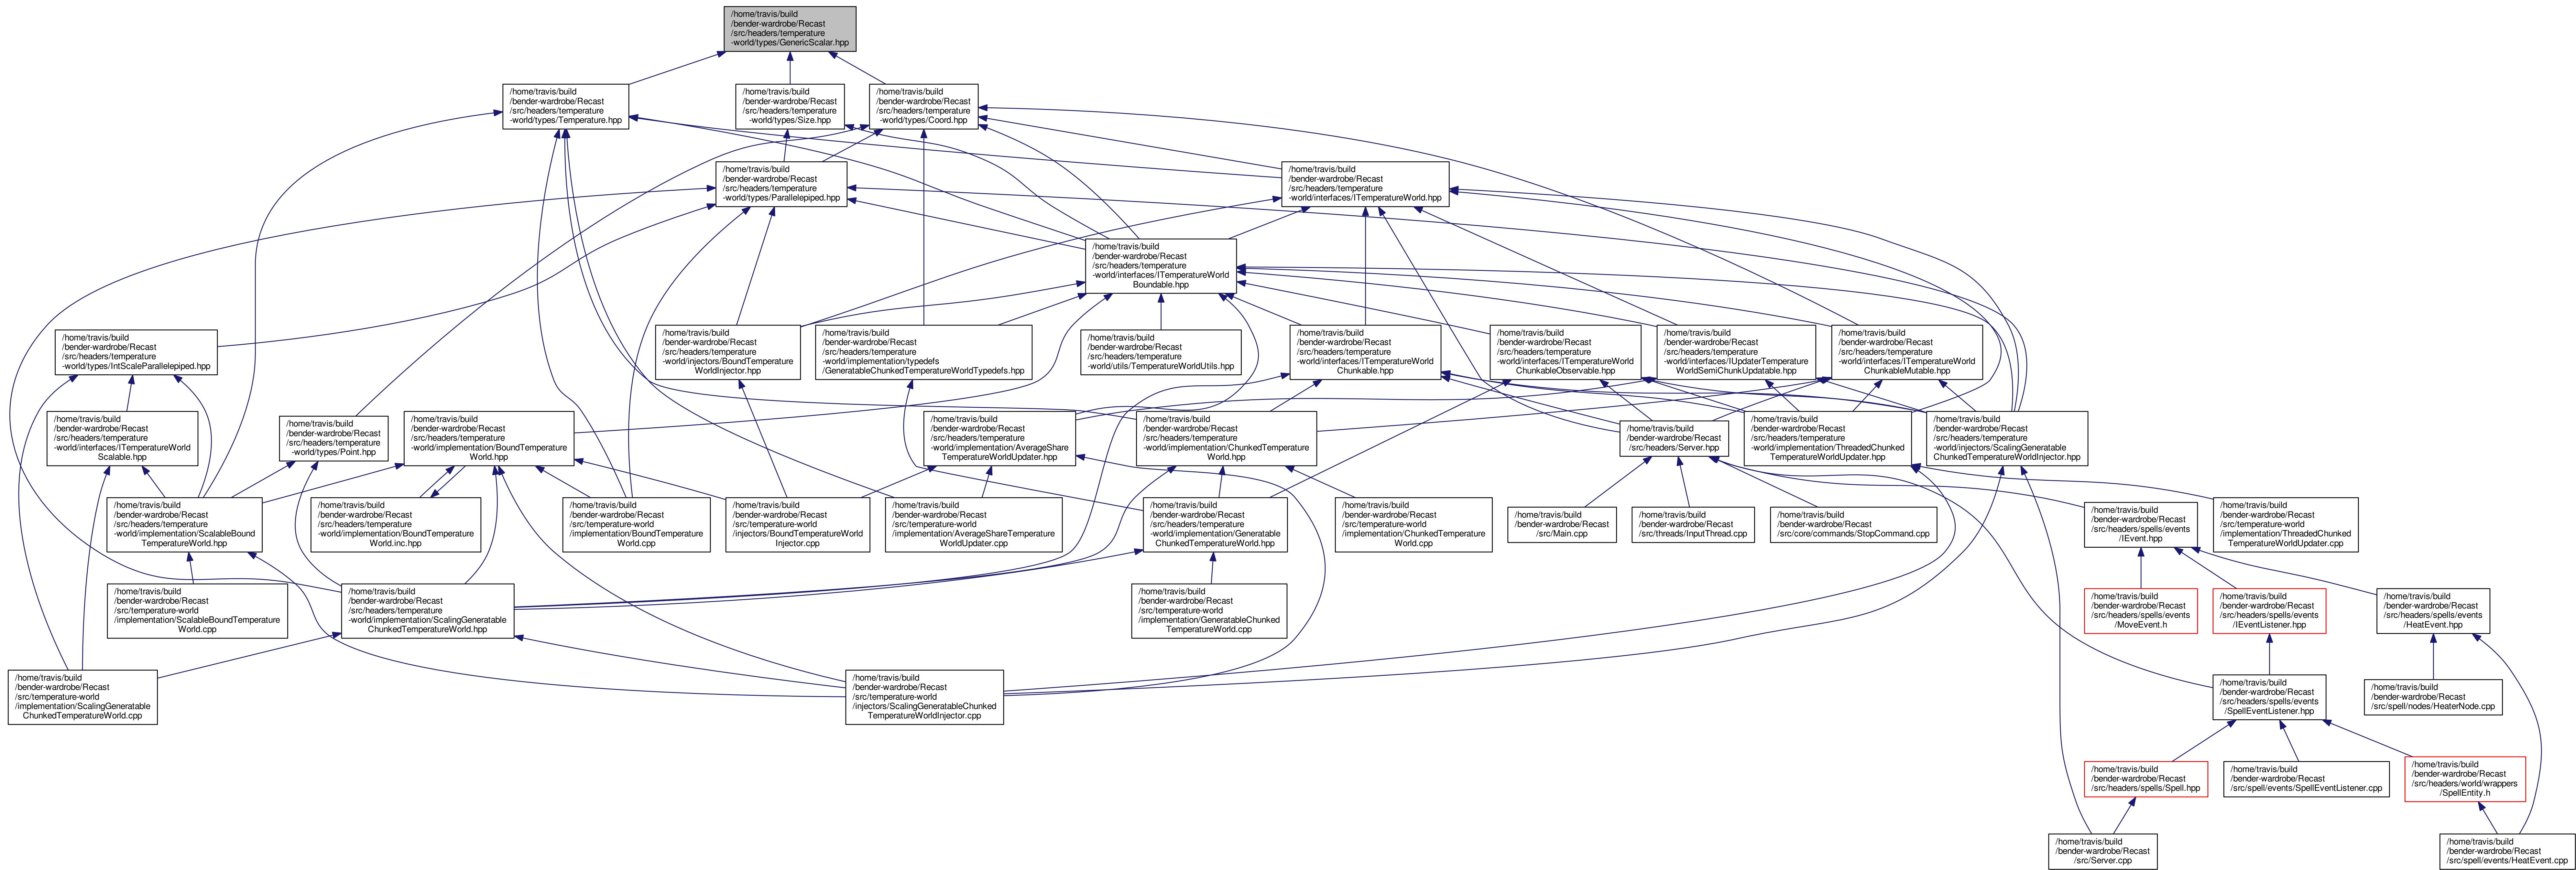 /home/travis/build
/bender-wardrobe/Recast
/src/headers/temperature
-world/types/GenericScalar.hpp
/home/travis/build
/bender-wardrobe/Recast
/src/headers/temperature
-world/types/Temperature.hpp
/home/travis/build
/bender-wardrobe/Recast
/src/headers/temperature
-world/types/Size.hpp
/home/travis/build
/bender-wardrobe/Recast
/src/headers/temperature
-world/types/Coord.hpp
/home/travis/build
/bender-wardrobe/Recast
/src/headers/temperature
-world/types/Parallelepiped.hpp
/home/travis/build
/bender-wardrobe/Recast
/src/headers/temperature
-world/interfaces/ITemperatureWorld.hpp
/home/travis/build
/bender-wardrobe/Recast
/src/headers/temperature
-world/interfaces/ITemperatureWorld
Boundable.hpp
/home/travis/build
/bender-wardrobe/Recast
/src/headers/temperature
-world/types/IntScaleParallelepiped.hpp
/home/travis/build
/bender-wardrobe/Recast
/src/headers/temperature
-world/injectors/BoundTemperature
WorldInjector.hpp
/home/travis/build
/bender-wardrobe/Recast
/src/headers/temperature
-world/implementation/typedefs
/GeneratableChunkedTemperatureWorldTypedefs.hpp
/home/travis/build
/bender-wardrobe/Recast
/src/headers/temperature
-world/utils/TemperatureWorldUtils.hpp
/home/travis/build
/bender-wardrobe/Recast
/src/headers/temperature
-world/interfaces/ITemperatureWorld
Chunkable.hpp
/home/travis/build
/bender-wardrobe/Recast
/src/headers/temperature
-world/interfaces/ITemperatureWorld
ChunkableObservable.hpp
/home/travis/build
/bender-wardrobe/Recast
/src/headers/temperature
-world/interfaces/IUpdaterTemperature
WorldSemiChunkUpdatable.hpp
/home/travis/build
/bender-wardrobe/Recast
/src/headers/temperature
-world/interfaces/ITemperatureWorld
ChunkableMutable.hpp
/home/travis/build
/bender-wardrobe/Recast
/src/headers/temperature
-world/interfaces/ITemperatureWorld
Scalable.hpp
/home/travis/build
/bender-wardrobe/Recast
/src/headers/temperature
-world/types/Point.hpp
/home/travis/build
/bender-wardrobe/Recast
/src/headers/temperature
-world/implementation/BoundTemperature
World.hpp
/home/travis/build
/bender-wardrobe/Recast
/src/headers/temperature
-world/implementation/AverageShare
TemperatureWorldUpdater.hpp
/home/travis/build
/bender-wardrobe/Recast
/src/headers/temperature
-world/implementation/ChunkedTemperature
World.hpp
/home/travis/build
/bender-wardrobe/Recast
/src/headers/Server.hpp
/home/travis/build
/bender-wardrobe/Recast
/src/headers/temperature
-world/implementation/ThreadedChunked
TemperatureWorldUpdater.hpp
/home/travis/build
/bender-wardrobe/Recast
/src/headers/temperature
-world/injectors/ScalingGeneratable
ChunkedTemperatureWorldInjector.hpp
/home/travis/build
/bender-wardrobe/Recast
/src/headers/temperature
-world/implementation/ScalableBound
TemperatureWorld.hpp
/home/travis/build
/bender-wardrobe/Recast
/src/headers/temperature
-world/implementation/BoundTemperature
World.inc.hpp
/home/travis/build
/bender-wardrobe/Recast
/src/temperature-world
/implementation/BoundTemperature
World.cpp
/home/travis/build
/bender-wardrobe/Recast
/src/temperature-world
/injectors/BoundTemperatureWorld
Injector.cpp
/home/travis/build
/bender-wardrobe/Recast
/src/temperature-world
/implementation/AverageShareTemperature
WorldUpdater.cpp
/home/travis/build
/bender-wardrobe/Recast
/src/headers/temperature
-world/implementation/Generatable
ChunkedTemperatureWorld.hpp
/home/travis/build
/bender-wardrobe/Recast
/src/temperature-world
/implementation/ChunkedTemperature
World.cpp
/home/travis/build
/bender-wardrobe/Recast
/src/Main.cpp
/home/travis/build
/bender-wardrobe/Recast
/src/threads/InputThread.cpp
/home/travis/build
/bender-wardrobe/Recast
/src/core/commands/StopCommand.cpp
/home/travis/build
/bender-wardrobe/Recast
/src/headers/spells/events
/IEvent.hpp
/home/travis/build
/bender-wardrobe/Recast
/src/temperature-world
/implementation/ThreadedChunked
TemperatureWorldUpdater.cpp
/home/travis/build
/bender-wardrobe/Recast
/src/temperature-world
/implementation/ScalableBoundTemperature
World.cpp
/home/travis/build
/bender-wardrobe/Recast
/src/headers/temperature
-world/implementation/ScalingGeneratable
ChunkedTemperatureWorld.hpp
/home/travis/build
/bender-wardrobe/Recast
/src/temperature-world
/implementation/GeneratableChunked
TemperatureWorld.cpp
/home/travis/build
/bender-wardrobe/Recast
/src/headers/spells/events
/MoveEvent.h
/home/travis/build
/bender-wardrobe/Recast
/src/headers/spells/events
/IEventListener.hpp
/home/travis/build
/bender-wardrobe/Recast
/src/headers/spells/events
/HeatEvent.hpp
/home/travis/build
/bender-wardrobe/Recast
/src/temperature-world
/implementation/ScalingGeneratable
ChunkedTemperatureWorld.cpp
/home/travis/build
/bender-wardrobe/Recast
/src/temperature-world
/injectors/ScalingGeneratableChunked
TemperatureWorldInjector.cpp
/home/travis/build
/bender-wardrobe/Recast
/src/headers/spells/events
/SpellEventListener.hpp
/home/travis/build
/bender-wardrobe/Recast
/src/spell/nodes/HeaterNode.cpp
/home/travis/build
/bender-wardrobe/Recast
/src/headers/spells/Spell.hpp
/home/travis/build
/bender-wardrobe/Recast
/src/spell/events/SpellEventListener.cpp
/home/travis/build
/bender-wardrobe/Recast
/src/headers/world/wrappers
/SpellEntity.h
/home/travis/build
/bender-wardrobe/Recast
/src/Server.cpp
/home/travis/build
/bender-wardrobe/Recast
/src/spell/events/HeatEvent.cpp